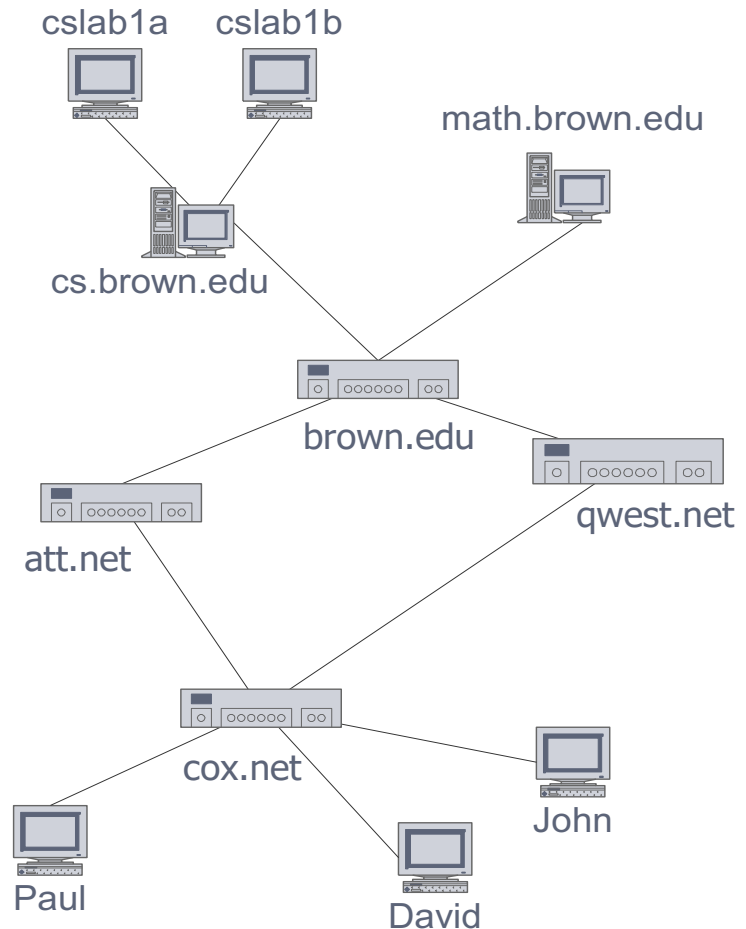 cslab1a
cslab1b
math.brown.edu
cs.brown.edu
brown.edu
qwest.net
att.net
cox.net
John
Paul
David